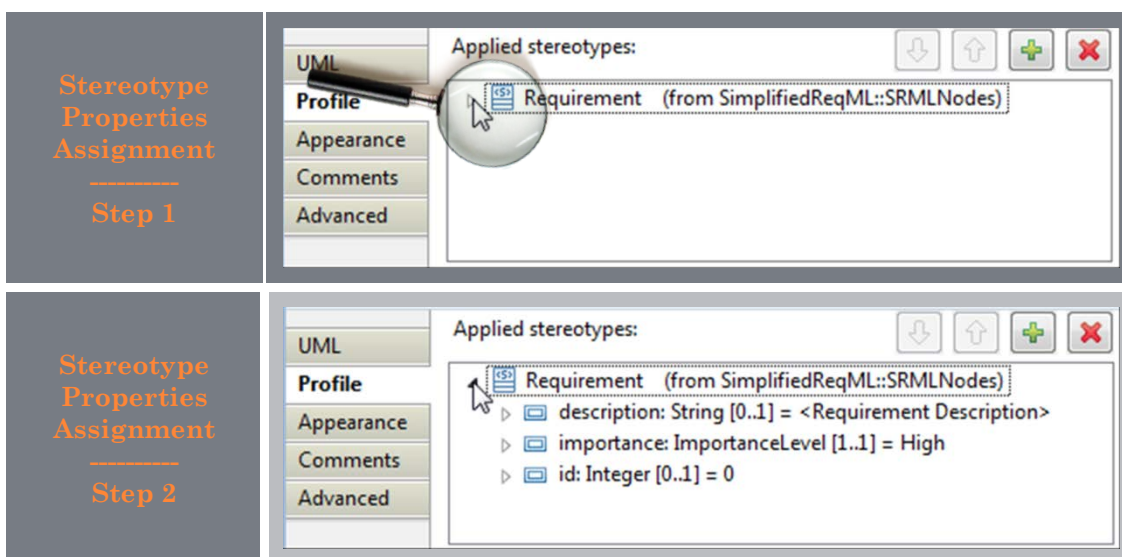 Stereotype
Properties
Assignment
----------
Step 1
UML
Profile
Appearance
Comments
Advanced
Applied stereotypes:
Requirement (from SimplifiedReqML::SRMLNodes)
Stereotype
Properties
Assignment
----------
Step 2
UML
Profile
Appearance
Comments
Advanced
Applied stereotypes:
Requirement (from SimplifiedReqML::SRMLNodes)
description: String [0..1] = <Requirement Description>
importance: ImportanceLevel [1..1] = High
id: Integer [0..1] = 0